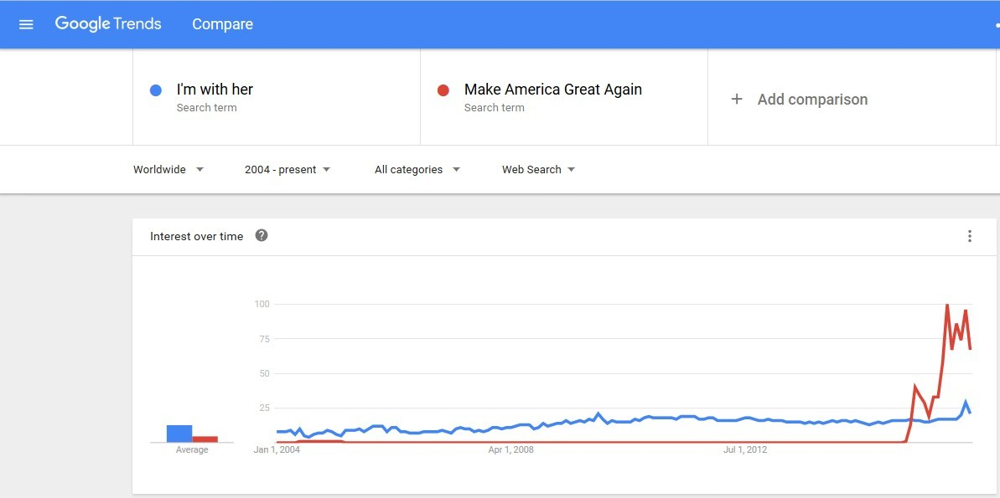 Google Trends Compare
I'm with her
Search term
Make America Great Again
Search term
+ Add comparison
Worldwide 2004 - present All categories Web Search
Interest over time ?
100
75
50
25
Average
Jan 1, 2004 Apr 1, 2008 Jul 1, 2012